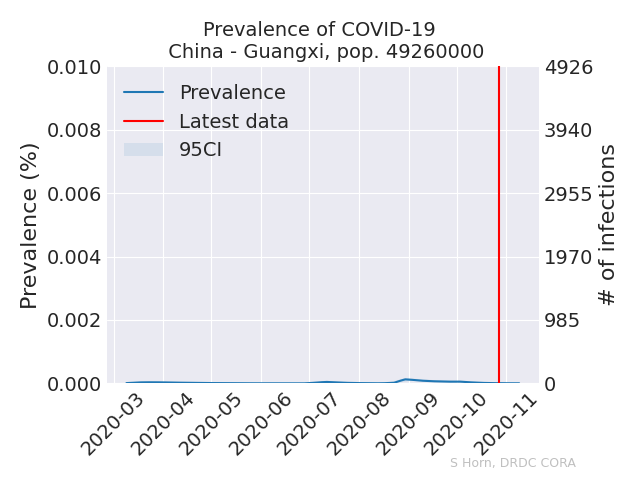 Prevalence of COVID-19
China - Guangxi, pop. 49260000
Prevalence
Latest data
95CI
Prevalence (%)
0.010
0.008
0.006
0.004
0.002
0.000
# of infections
4926
3940
2955
1970
985
0
2020-03
2020-04
2020-05
2020-06
2020-07
2020-08
2020-09
2020-10
2020-11
S Horn, DRDC CORA